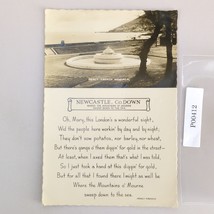 NEWCASTLE, Co. DOWN
Oh, Mary, this London's a wonderful sight,
Wid the people here workin' by day and by night,
They don't sow potatoes, nor barley, nor wheat,
But there's gangs o' them diggin' for gold in the street—
At least, when I axed them that's what I was told,
So I just took a hand at this diggin' for gold,
But for all that I found there I might as well be
Where the Mountains o' Mourne
sweep down to the sea.
P00412